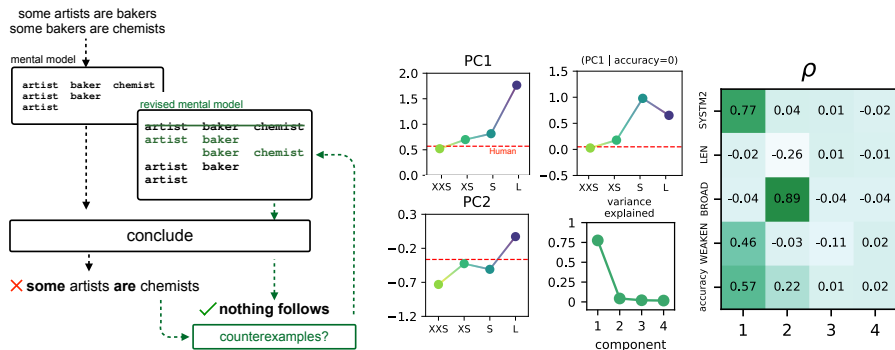 some artists are bakers
some bakers are chemists
mental model
artist baker chemist
artist baker
artist
revised mental model
artist baker chemist
artist baker
baker chemist
artist baker
artist
conclude
some artists are chemists
nothing follows
counterexamples?
PC1
2.0
1.5
1.0
0.5
0.0
Human
XXS XS S L
(PC1 | accuracy=0)
1.5
1.0
0.5
0.0
−0.5
XXS XS S L
PC2
−0.3
−0.7
−1.2
XXS XS S L
variance
explained
1
0.75
0.5
0.25
0
1 2 3 4
component
ρ
SYSTM2 0.77 0.04 0.01 -0.02
LEN -0.02 -0.26 0.01 -0.01
BROAD -0.04 0.89 -0.04 -0.04
WEAKEN 0.46 -0.03 -0.11 0.02
accuracy 0.57 0.22 0.01 0.02
1 2 3 4